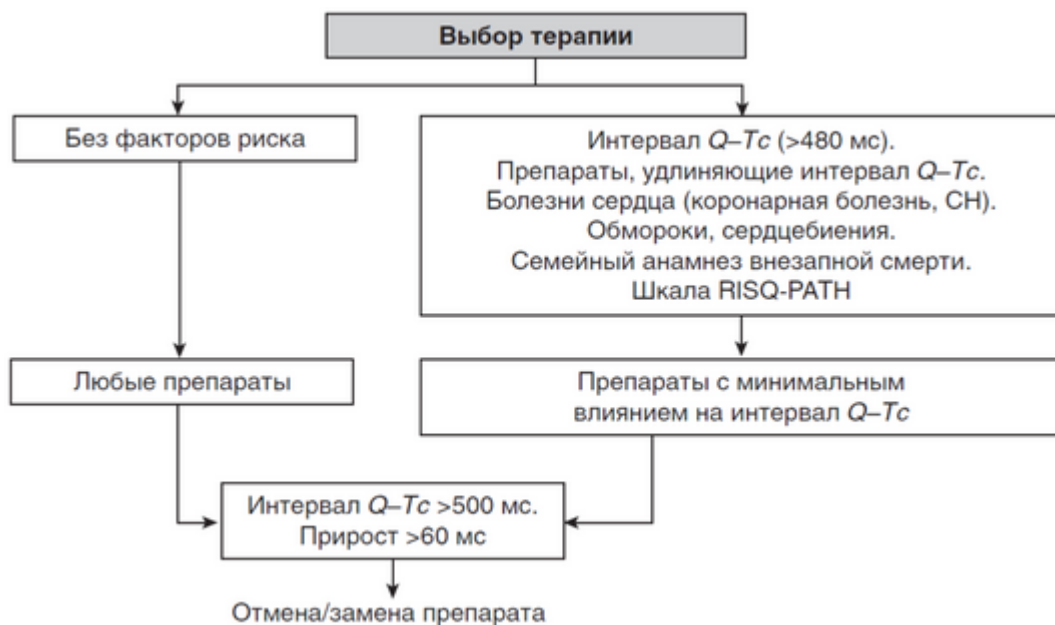 Выбор терапии
Без факторов риска
Интервал Q–Tc (>480 мс).
Препараты, удлиняющие интервал Q–Tc.
Болезни сердца (коронарная болезнь, СН).
Обмороки, сердцебиения.
Семейный анамнез внезапной смерти.
Шкала RISQ-PATH
Любые препараты
Препараты с минимальным
влиянием на интервал Q–Tc
Интервал Q–Tc >500 мс.
Прирост >60 мс
Отмена/замена препарата